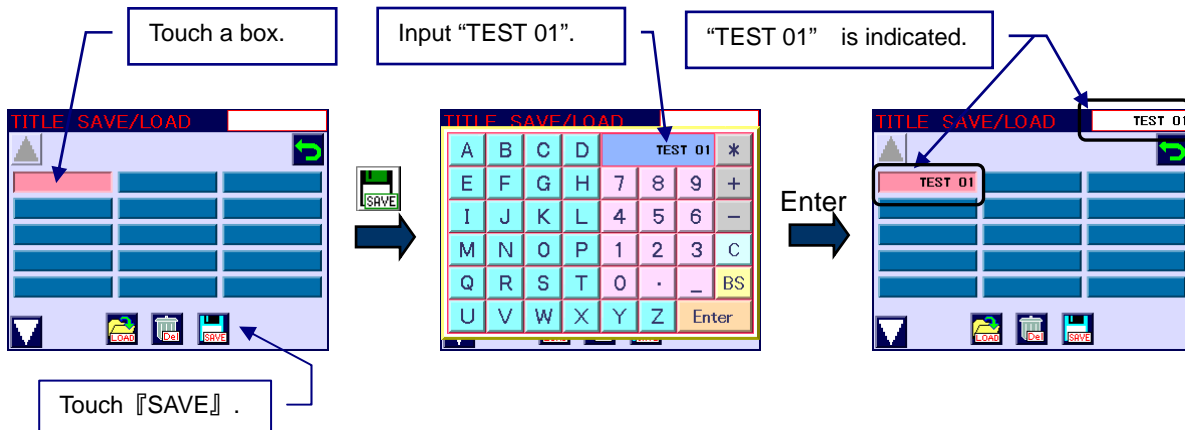 Touch a box.
Input “TEST 01”.
“TEST 01” is indicated.
TITLE SAVE/LOAD
LOAD
Del
SAVE
Touch『SAVE』.
SAVE
TITLE SAVE/LOAD
A B C D TEST 01 *
E F G H 7 8 9 +
I J K L 4 5 6 −
M N O P 1 2 3 C
Q R S T 0 · _ BS
U V W X Y Z Enter
Enter
TITLE SAVE/LOAD TEST 01
TEST 01
LOAD
Del
SAVE